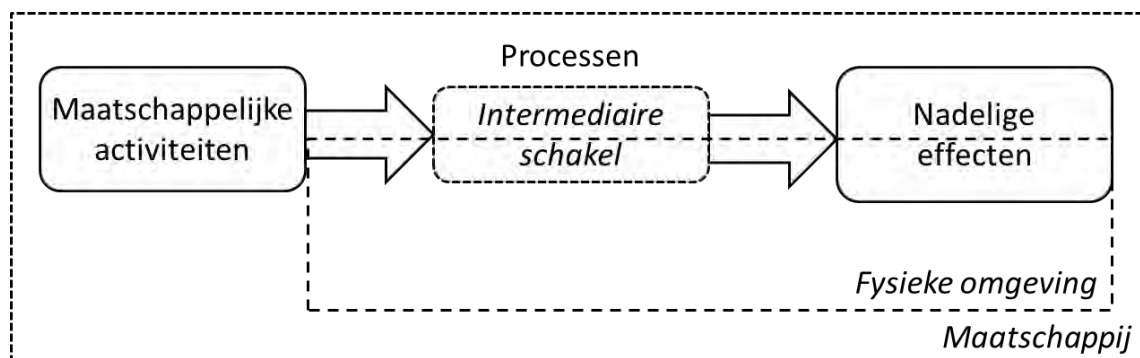 Processen
Maatschappelijke
activiteiten
Intermediaire
schakel
Nadelige
effecten
Fysieke omgeving
Maatschappij